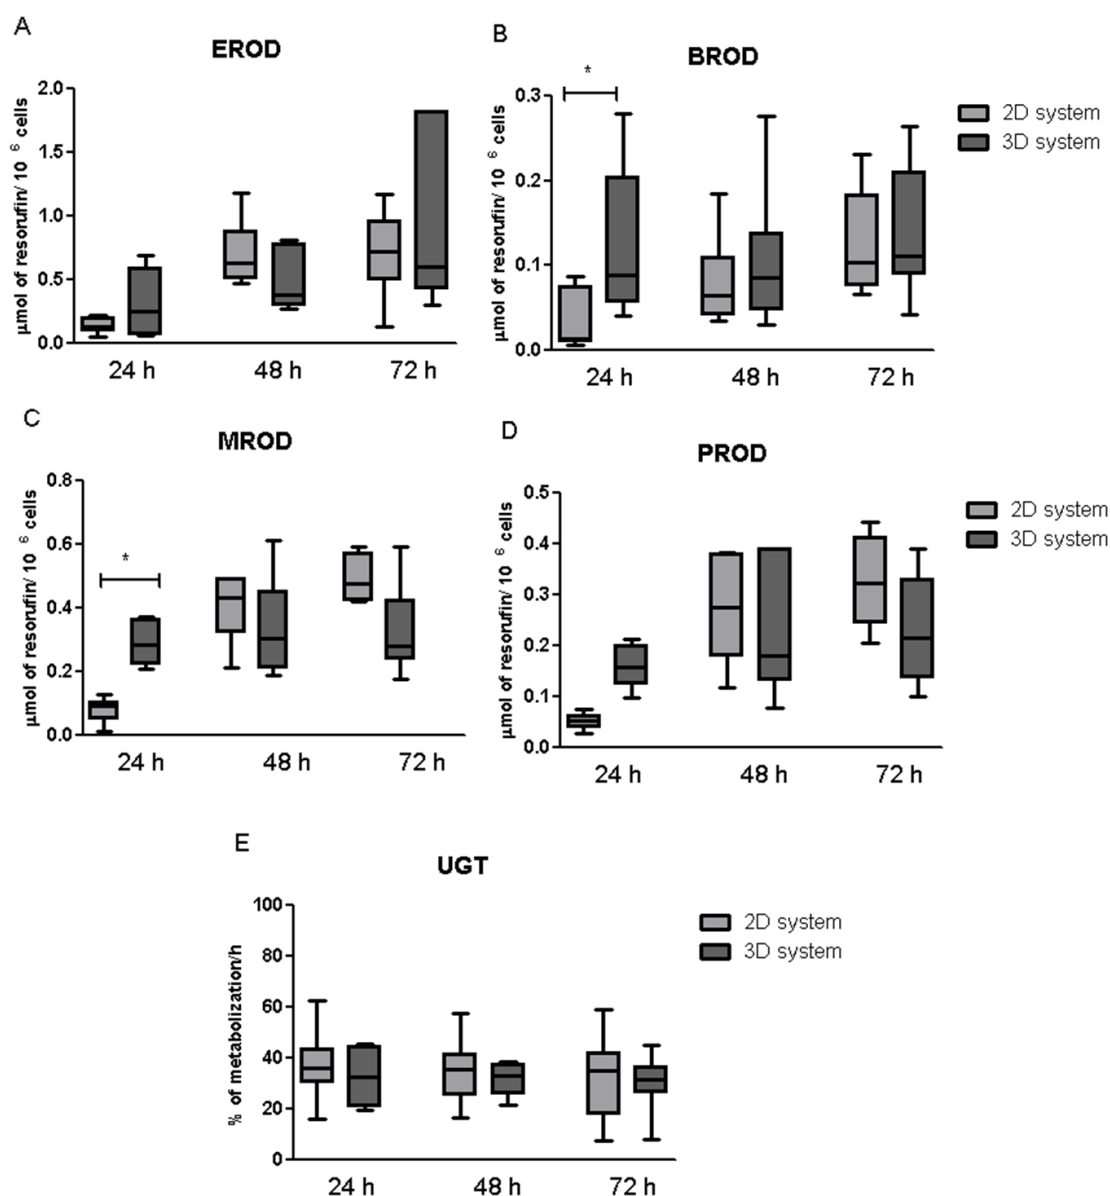 A
EROD
µmol of resorufin/ 10 6 cells
2.0
1.5
1.0
0.5
0.0
24 h 48 h 72 h
B
BROD
*
µmol of resorufin/ 10 6 cells
0.3
0.2
0.1
0.0
24 h 48 h 72 h
2D system
3D system
C
MROD
*
µmol of resorufin/ 10 6 cells
0.8
0.6
0.4
0.2
0.0
24 h 48 h 72 h
D
PROD
µmol of resorufin/ 10 6 cells
0.5
0.4
0.3
0.2
0.1
0.0
24 h 48 h 72 h
2D system
3D system
E
UGT
% of metabolization/h
100
80
60
40
20
0
24 h 48 h 72 h
2D system
3D system